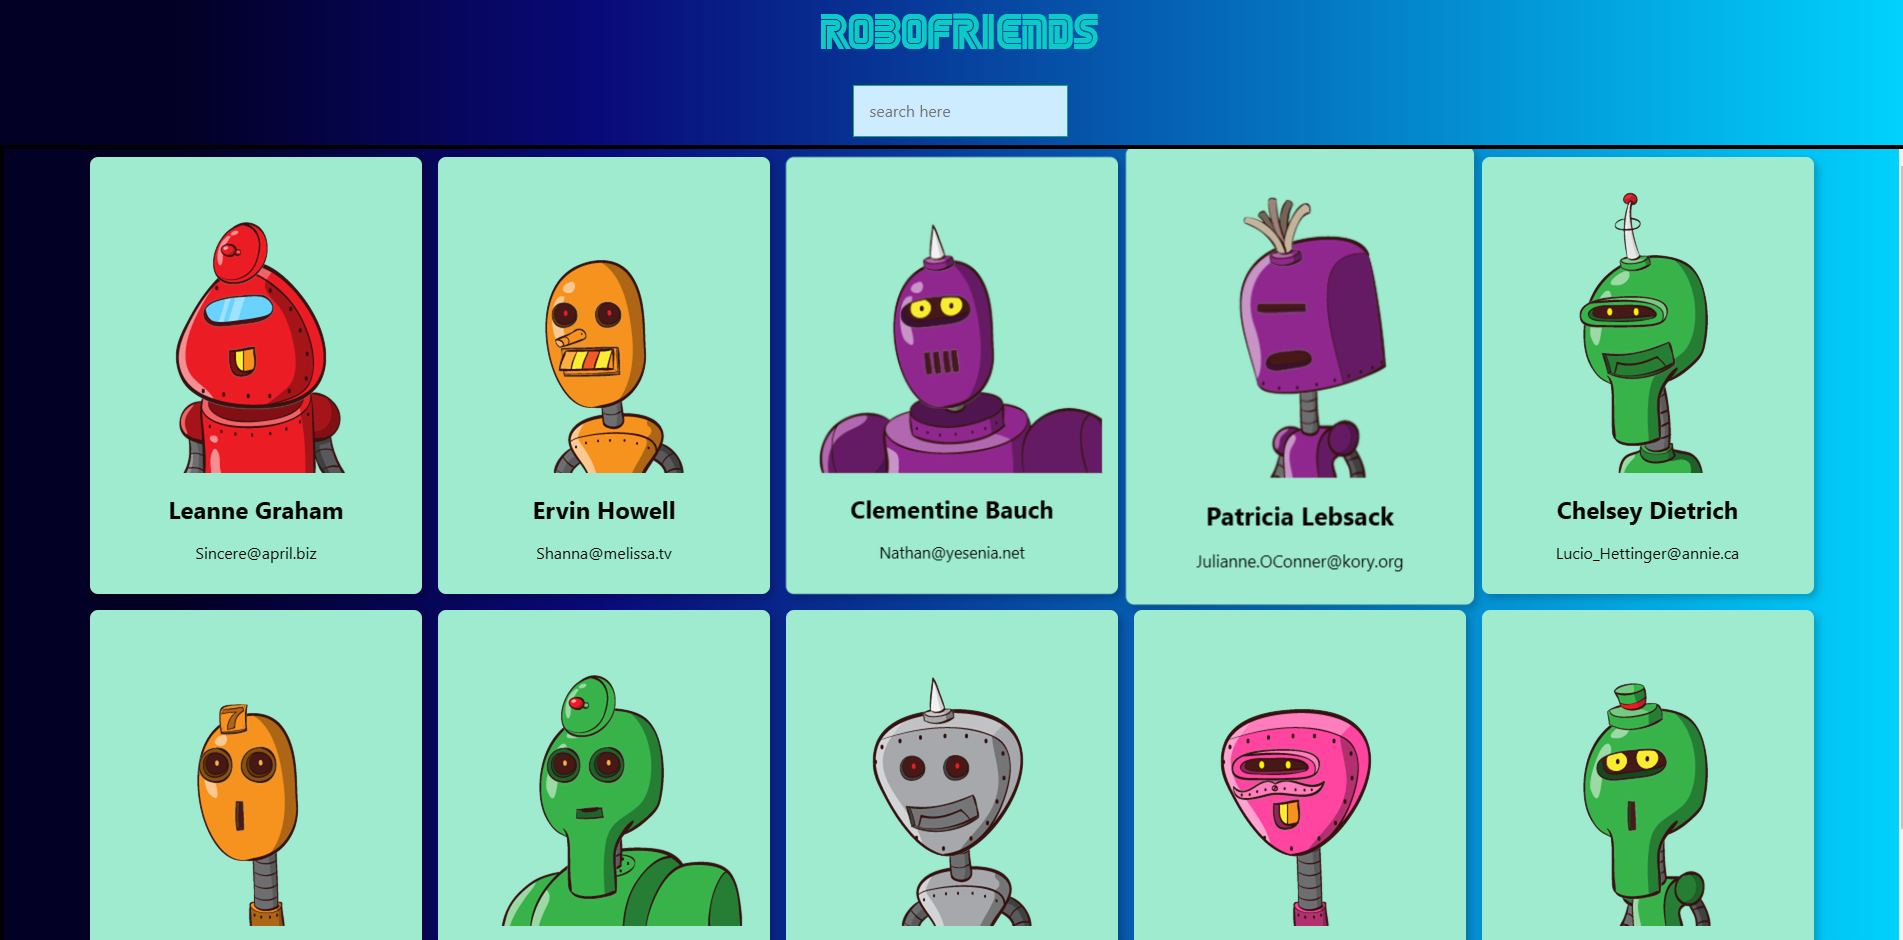 ROBOFRIENDS
search here
Leanne Graham
Sincere@april.biz
Ervin Howell
Shanna@melissa.tv
Clementine Bauch
Nathan@yesenia.net
Patricia Lebsack
Julianne.OConner@kory.org
Chelsey Dietrich
Lucio_Hettinger@annie.ca
7